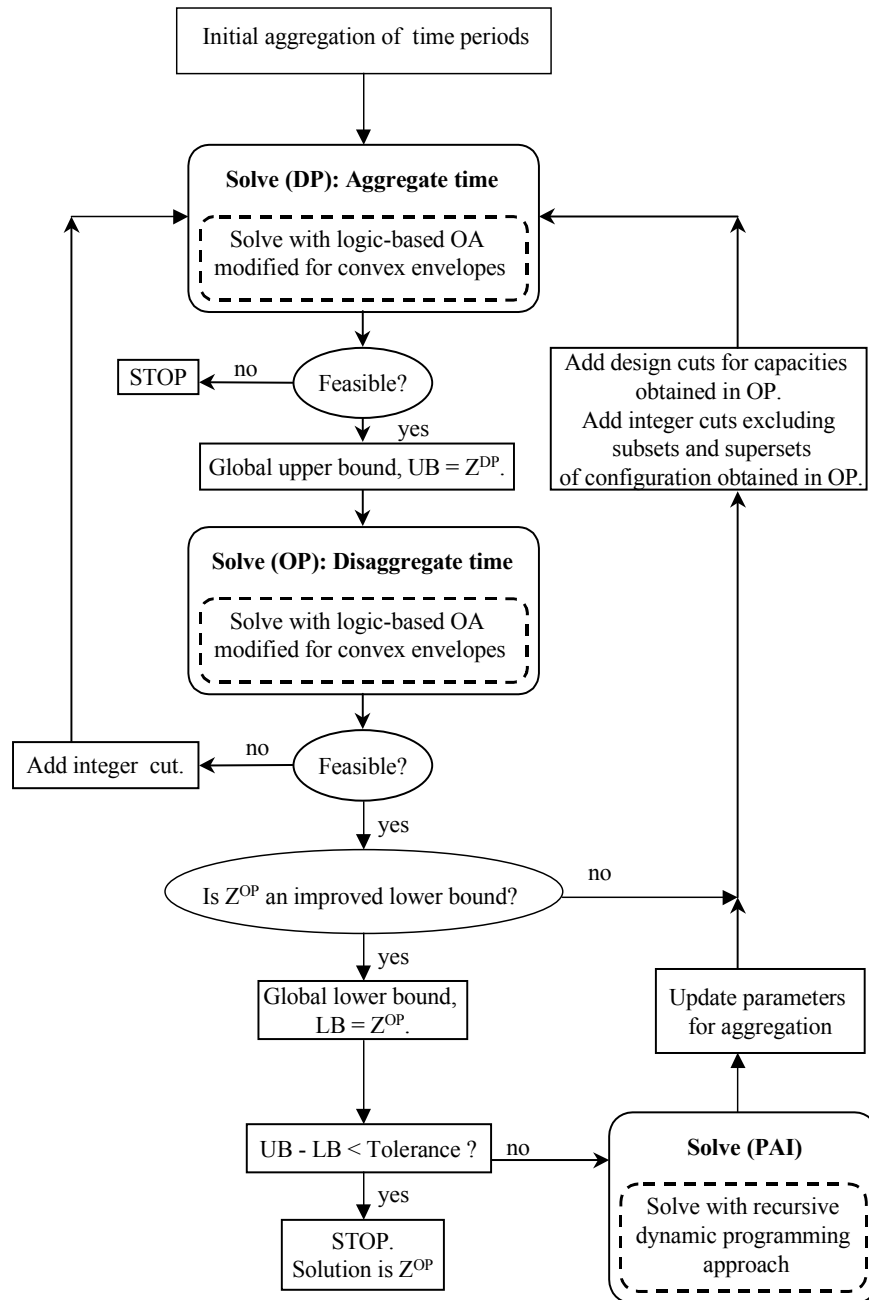 Initial aggregation of time periods
Solve (DP): Aggregate time
Solve with logic-based OA
modified for convex envelopes
Feasible?
no
STOP
yes
Global upper bound, UB = Z^DP.
Solve (OP): Disaggregate time
Solve with logic-based OA
modified for convex envelopes
Feasible?
no
Add integer cut.
yes
Is Z^OP an improved lower bound?
no
Add design cuts for capacities
obtained in OP.
Add integer cuts excluding
subsets and supersets
of configuration obtained in OP.
yes
Global lower bound,
LB = Z^OP.
UB - LB < Tolerance ?
no
yes
STOP.
Solution is Z^OP
Solve (PAI)
Solve with recursive
dynamic programming
approach
Update parameters
for aggregation